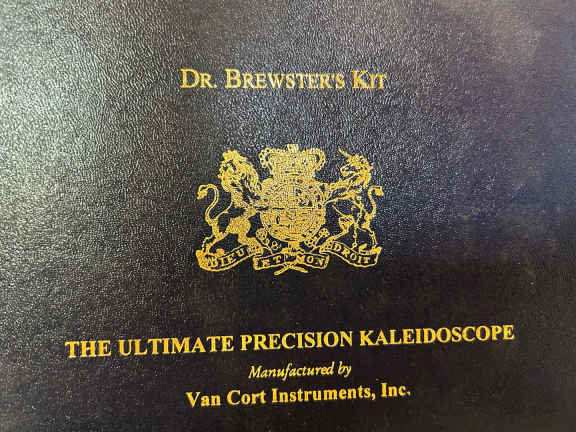 DR. BREWSTER'S KIT
DIEU ET MON DROIT
THE ULTIMATE PRECISION KALEIDOSCOPE
Manufactured by
Van Cort Instruments, Inc.